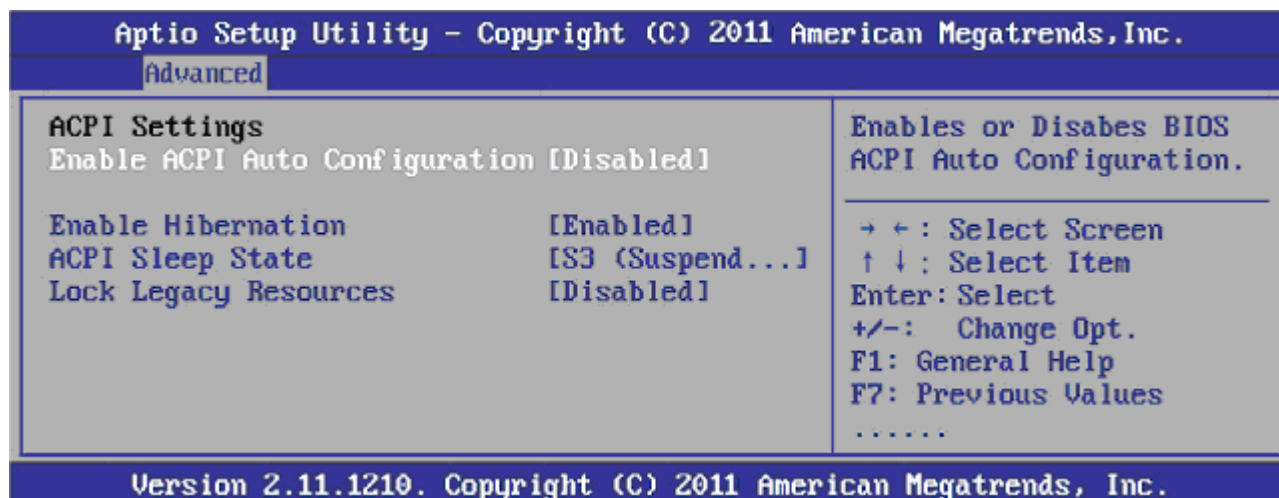 Aptio Setup Utility - Copyright (C) 2011 American Megatrends,Inc.
Advanced
ACPI Settings
Enable ACPI Auto Configuration [Disabled]
Enable Hibernation [Enabled]
ACPI Sleep State [S3 (Suspend...]
Lock Legacy Resources [Disabled]
Enables or Disabes BIOS
ACPI Auto Configuration.
→ ←: Select Screen
↑ ↓: Select Item
Enter: Select
+/-: Change Opt.
F1: General Help
F7: Previous Values
......
Version 2.11.1210. Copyright (C) 2011 American Megatrends, Inc.